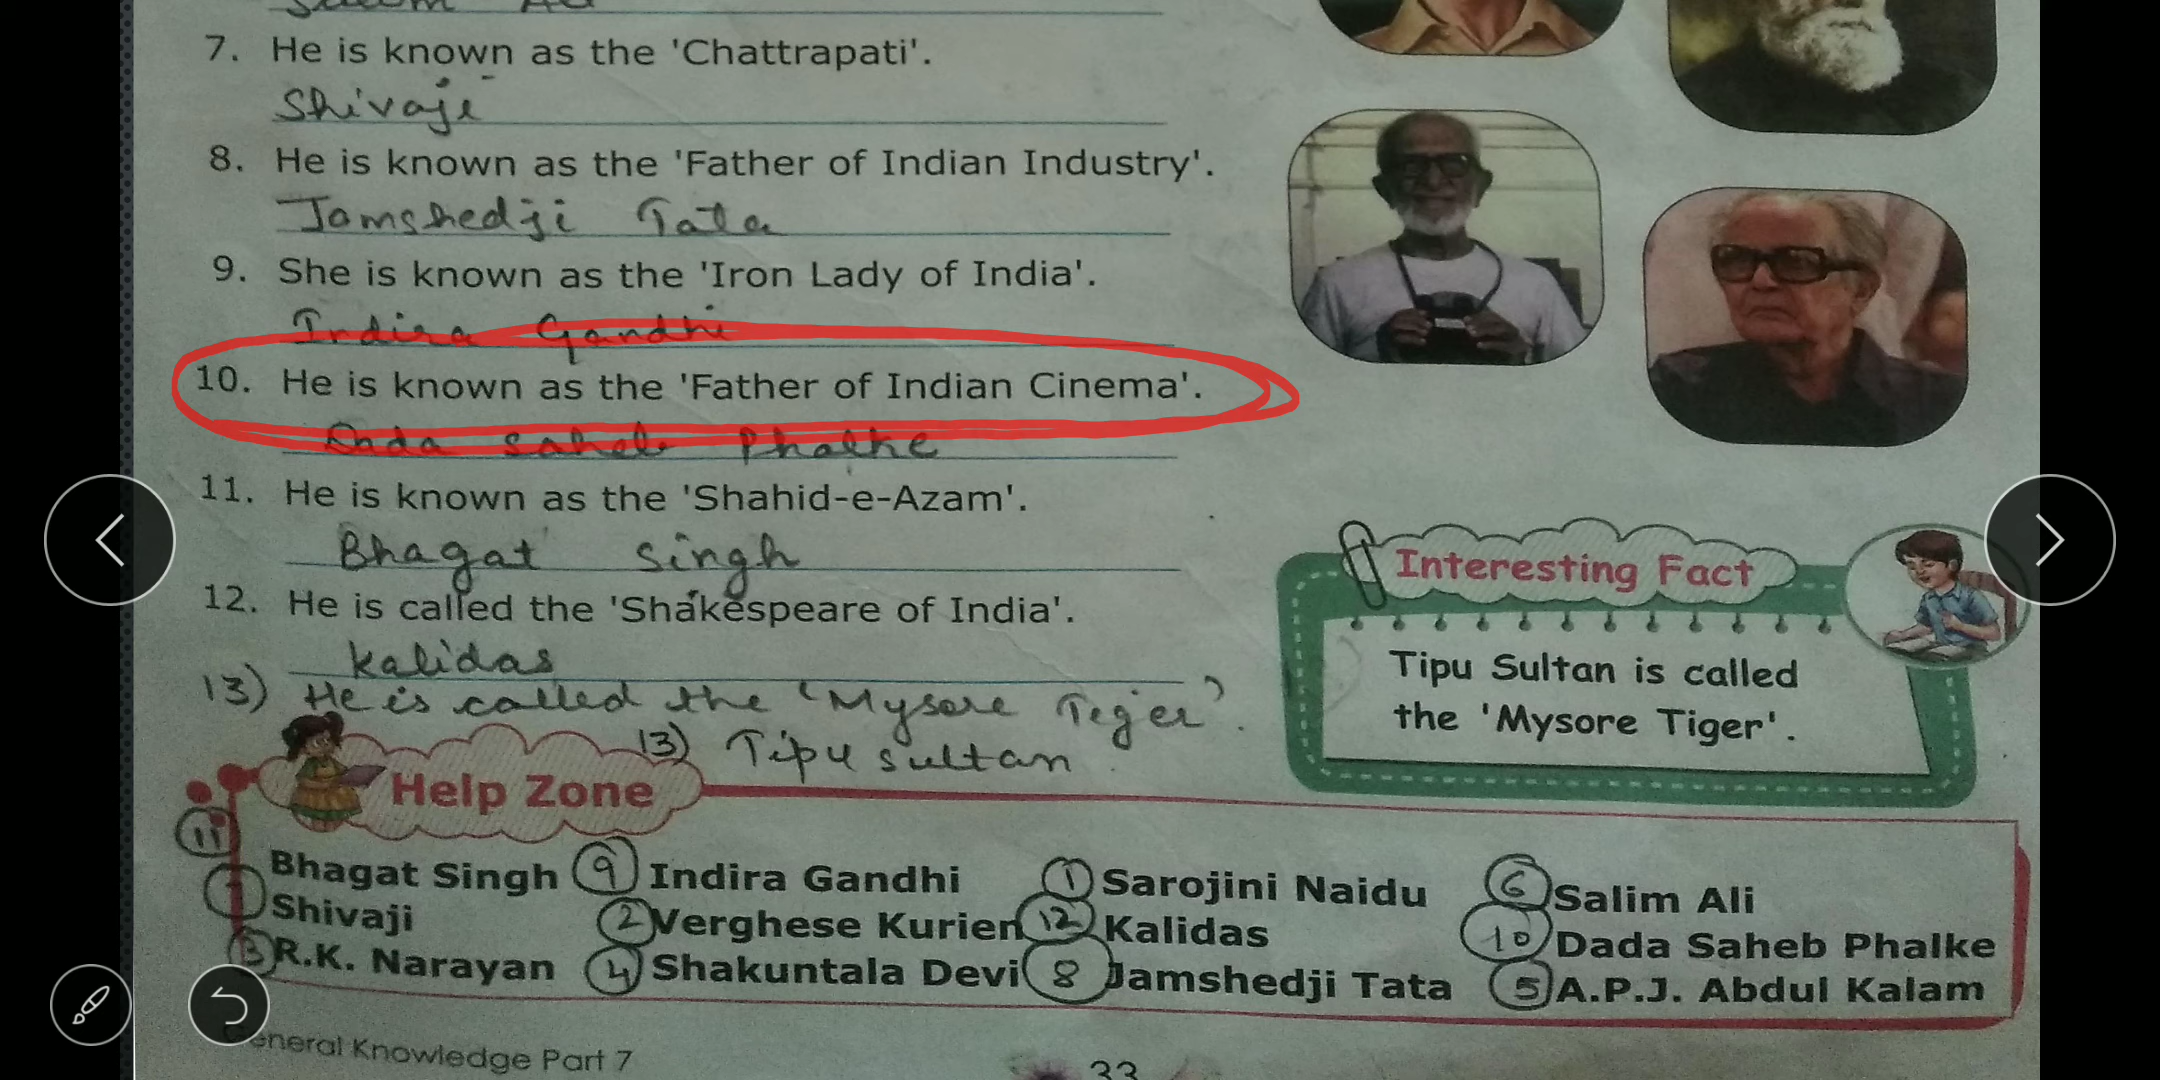 7. He is known as the 'Chattrapati'.
Shivaji
8. He is known as the 'Father of Indian Industry'.
Jamshedji Tata
9. She is known as the 'Iron Lady of India'.
Indira Gandhi
10. He is known as the 'Father of Indian Cinema'.
Dada saheb Phalke
11. He is known as the 'Shahid-e-Azam'.
Bhagat Singh
12. He is called the 'Shakespeare of India'.
Kalidas
13) He is called the 'Mysore Tiger'.
13) Tipu sultan
Interesting Fact
Tipu Sultan is called
the 'Mysore Tiger'.
Help Zone
11 Bhagat Singh 9 Indira Gandhi 1 Sarojini Naidu 6 Salim Ali
7 Shivaji 2 Verghese Kurien 12 Kalidas 10 Dada Saheb Phalke
3 R.K. Narayan 4 Shakuntala Devi 8 Jamshedji Tata 5 A.P.J. Abdul Kalam
General Knowledge Part 7
33